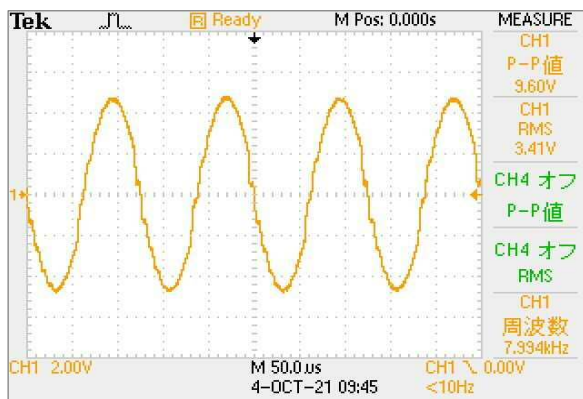 Tek
R Ready
M Pos: 0.000s
MEASURE
CH1
P-P値
9.60V
CH1
RMS
3.41V
CH4 オフ
P-P値
CH4 オフ
RMS
CH1
周波数
7.994kHz
1
CH1 2.00V
M 50.0us
CH1 0.00V
4-OCT-21 09:45
<10Hz